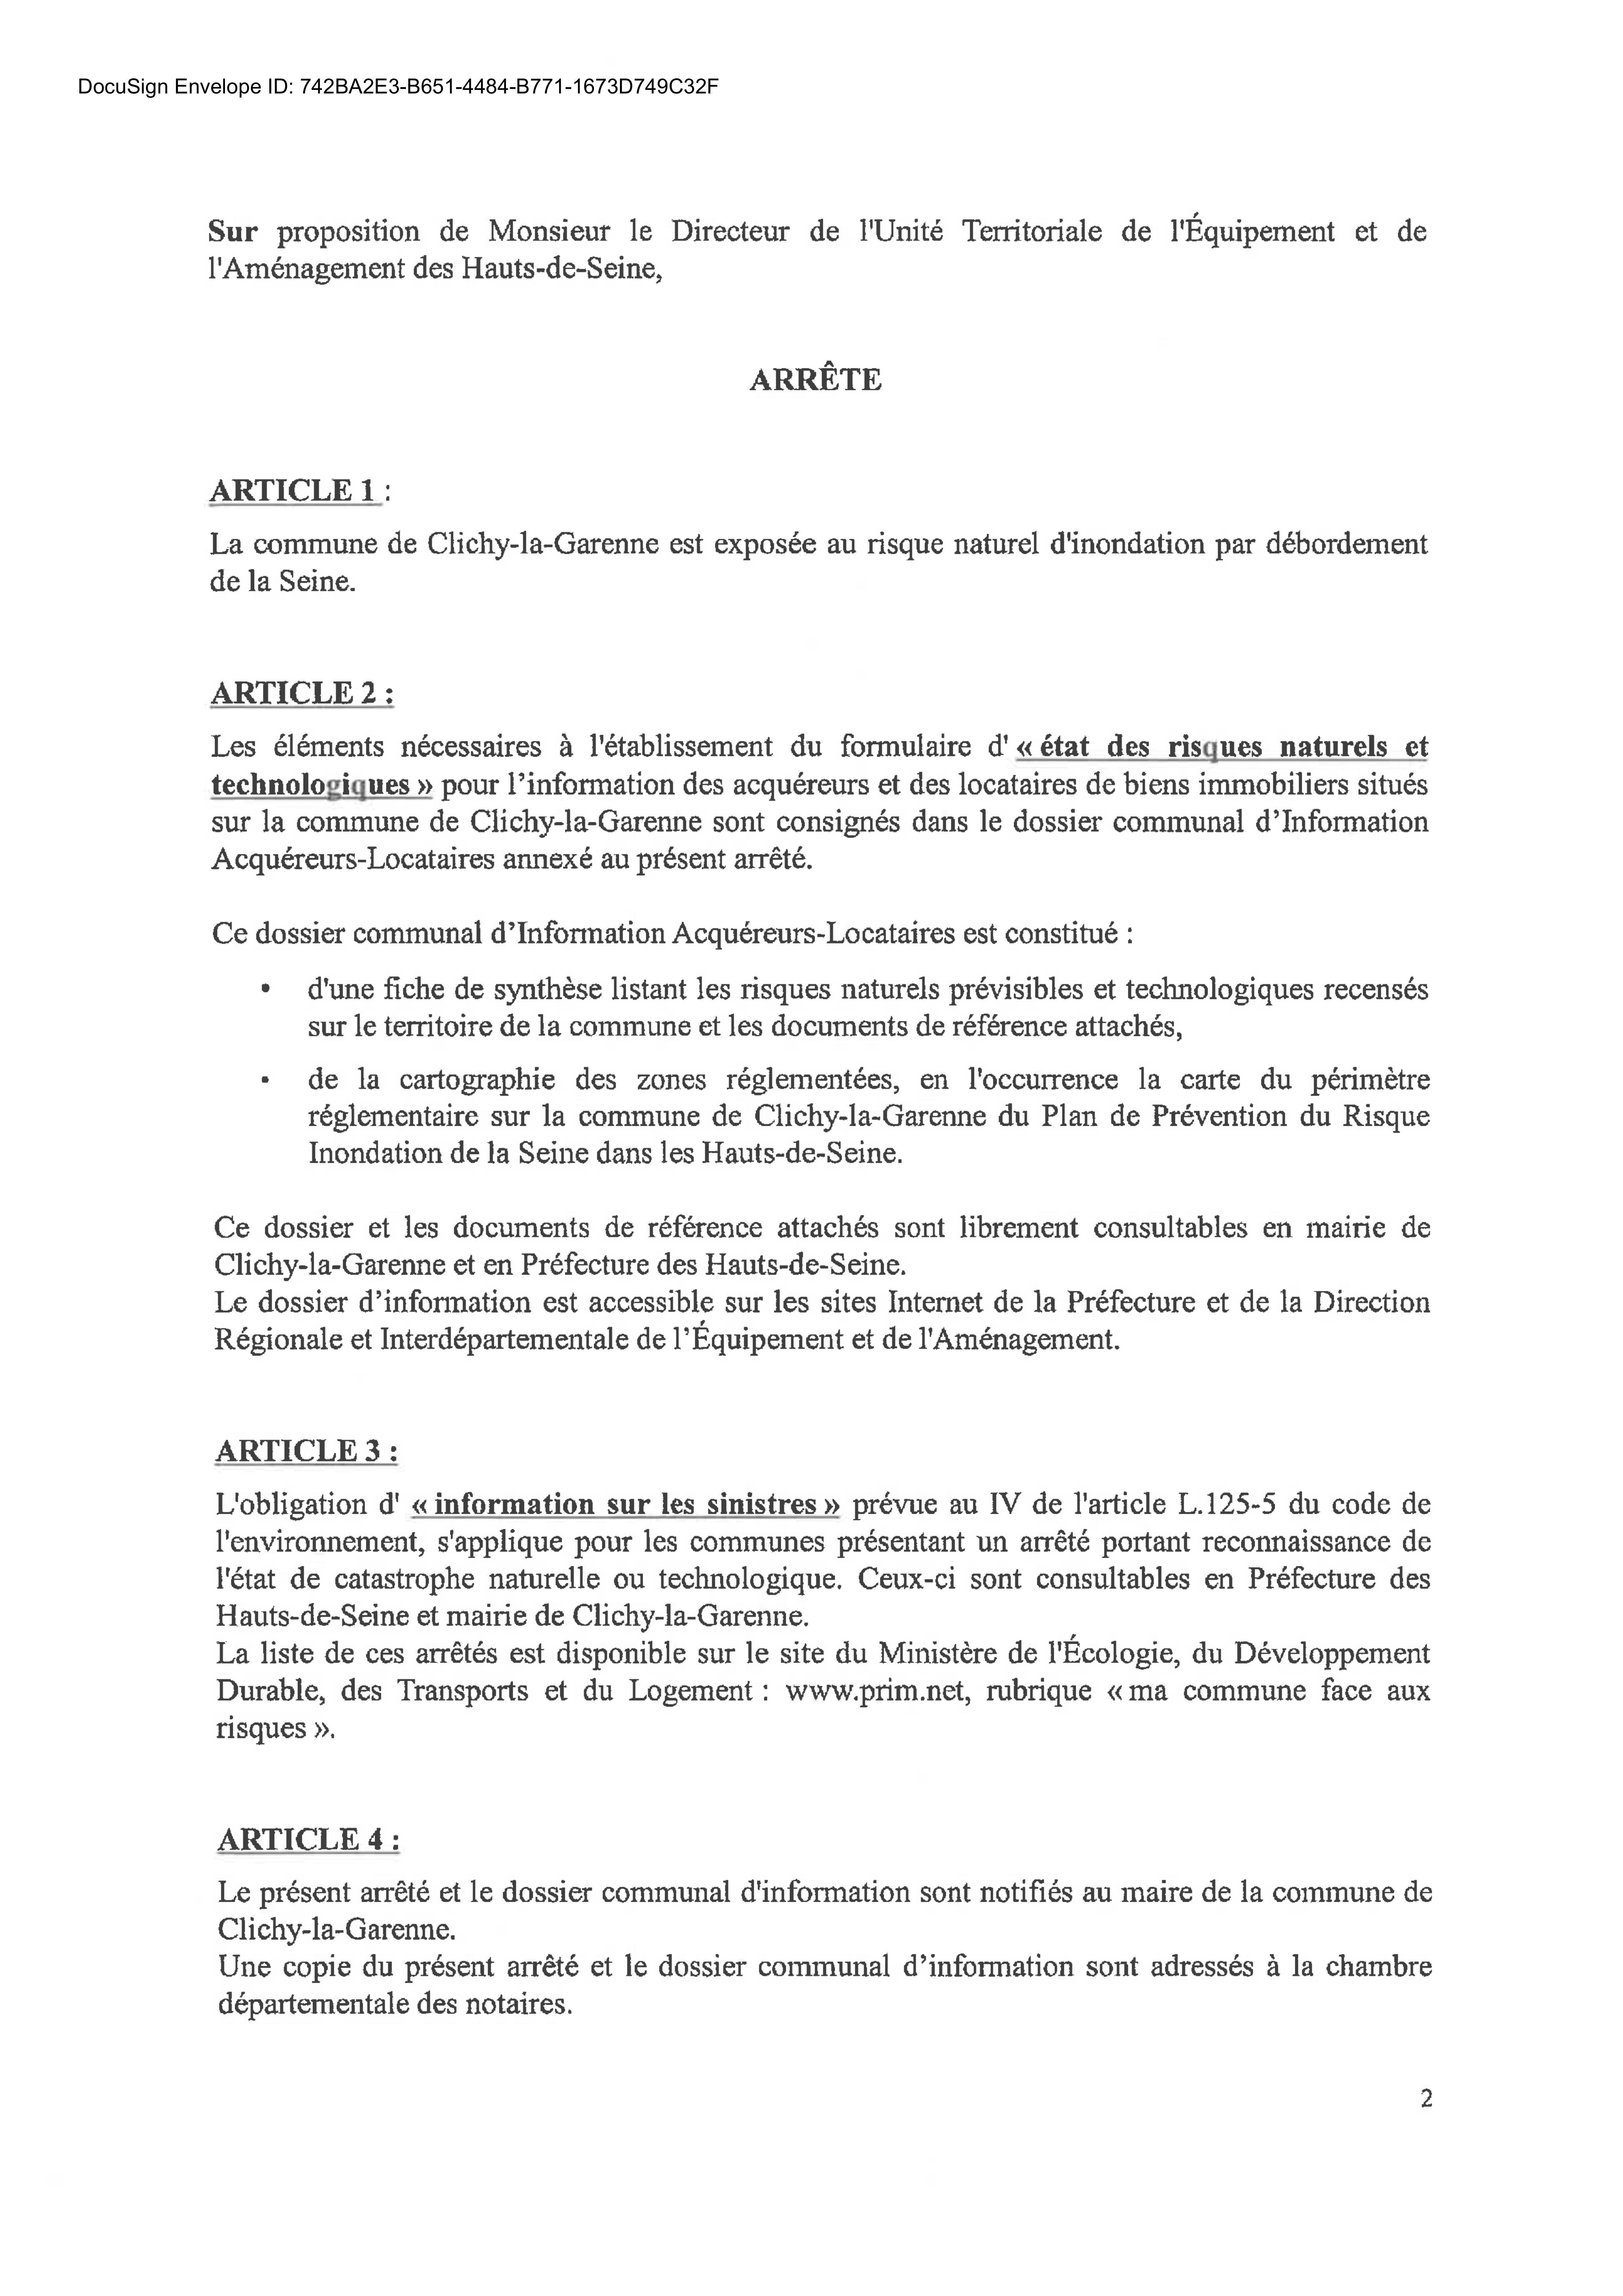 DocuSign Envelope ID: 742BA2E3-B651-4484-B771-1673D749C32F
Sur proposition de Monsieur le Directeur de l'Unité Territoriale de l'Équipement et de
l'Aménagement des Hauts-de-Seine,
ARRÊTE
ARTICLE 1 :
La commune de Clichy-la-Garenne est exposée au risque naturel d'inondation par débordement
de la Seine.
ARTICLE 2 :
Les éléments nécessaires à l'établissement du formulaire d' « état des risques naturels et
technologiques » pour l’information des acquéreurs et des locataires de biens immobiliers situés
sur la commune de Clichy-la-Garenne sont consignés dans le dossier communal d’Information
Acquéreurs-Locataires annexé au présent arrêté.
Ce dossier communal d’Information Acquéreurs-Locataires est constitué :
• d'une fiche de synthèse listant les risques naturels prévisibles et technologiques recensés
sur le territoire de la commune et les documents de référence attachés,
• de la cartographie des zones réglementées, en l'occurrence la carte du périmètre
réglementaire sur la commune de Clichy-la-Garenne du Plan de Prévention du Risque
Inondation de la Seine dans les Hauts-de-Seine.
Ce dossier et les documents de référence attachés sont librement consultables en mairie de
Clichy-la-Garenne et en Préfecture des Hauts-de-Seine.
Le dossier d’information est accessible sur les sites Internet de la Préfecture et de la Direction
Régionale et Interdépartementale de l’Équipement et de l'Aménagement.
ARTICLE 3 :
L'obligation d' « information sur les sinistres » prévue au IV de l'article L.125-5 du code de
l'environnement, s'applique pour les communes présentant un arrêté portant reconnaissance de
l'état de catastrophe naturelle ou technologique. Ceux-ci sont consultables en Préfecture des
Hauts-de-Seine et mairie de Clichy-la-Garenne.
La liste de ces arrêtés est disponible sur le site du Ministère de l'Écologie, du Développement
Durable, des Transports et du Logement : www.prim.net, rubrique « ma commune face aux
risques ».
ARTICLE 4 :
Le présent arrêté et le dossier communal d'information sont notifiés au maire de la commune de
Clichy-la-Garenne.
Une copie du présent arrêté et le dossier communal d’information sont adressés à la chambre
départementale des notaires.
2